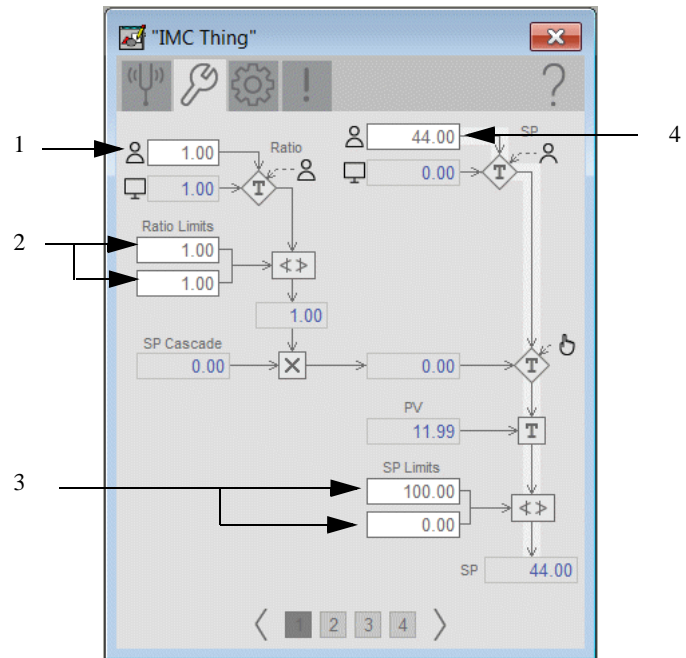 "IMC Thing"
1
Ratio
1.00
1.00
T
44.00
SP
4
0.00
T
2
Ratio Limits
1.00
1.00
1.00
SP Cascade
0.00
0.00
T
PV
11.99
T
3
SP Limits
100.00
0.00
SP
44.00
1
2
3
4